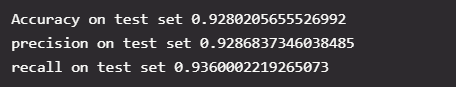 Accuracy on test set 0.9280205655526992
precision on test set 0.9286837346038485
recall on test set 0.9360002219265073